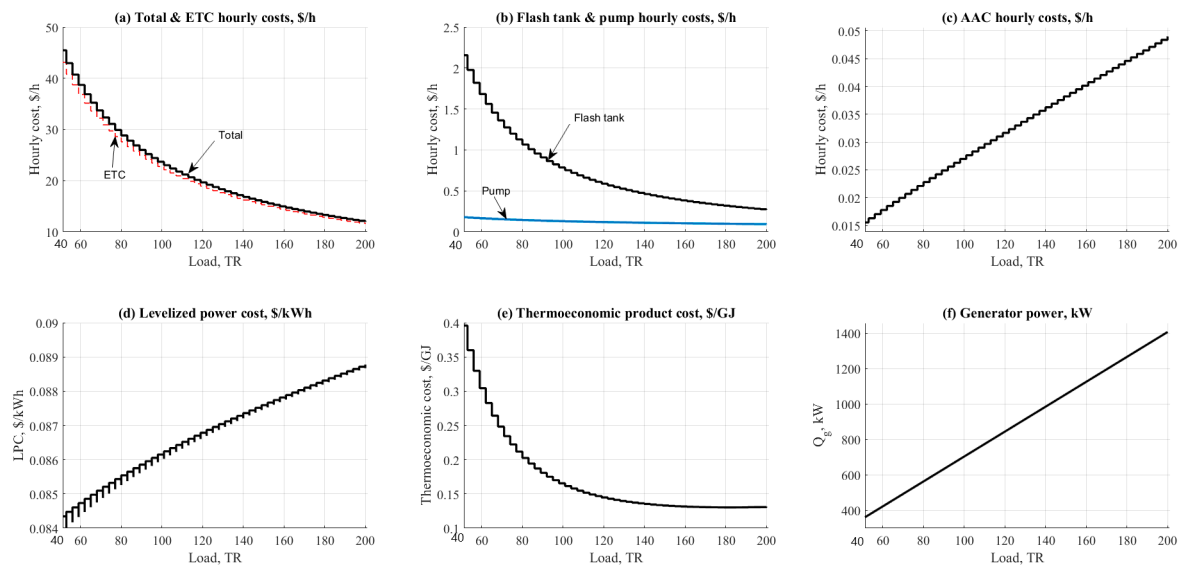 (a) Total & ETC hourly costs, $/h
50
40
30
20
10
Hourly cost, $/h
Total
ETC
40 60 80 100 120 140 160 180 200
Load, TR
(b) Flash tank & pump hourly costs, $/h
2.5
2
1.5
1
0.5
0
Hourly cost, $/h
Flash tank
Pump
40 60 80 100 120 140 160 180 200
Load, TR
(c) AAC hourly costs, $/h
0.05
0.045
0.04
0.035
0.03
0.025
0.02
0.015
Hourly cost, $/h
40 60 80 100 120 140 160 180 200
Load, TR
(d) Levelized power cost, $/kWh
0.09
0.089
0.088
0.087
0.086
0.085
0.084
LPC, $/kWh
40 60 80 100 120 140 160 180 200
Load, TR
(e) Thermoeconomic product cost, $/GJ
0.4
0.35
0.3
0.25
0.2
0.15
0.1
Thermoeconomic cost, $/GJ
40 60 80 100 120 140 160 180 200
Load, TR
(f) Generator power, kW
1400
1200
1000
800
600
400
Qg, kW
40 60 80 100 120 140 160 180 200
Load, TR